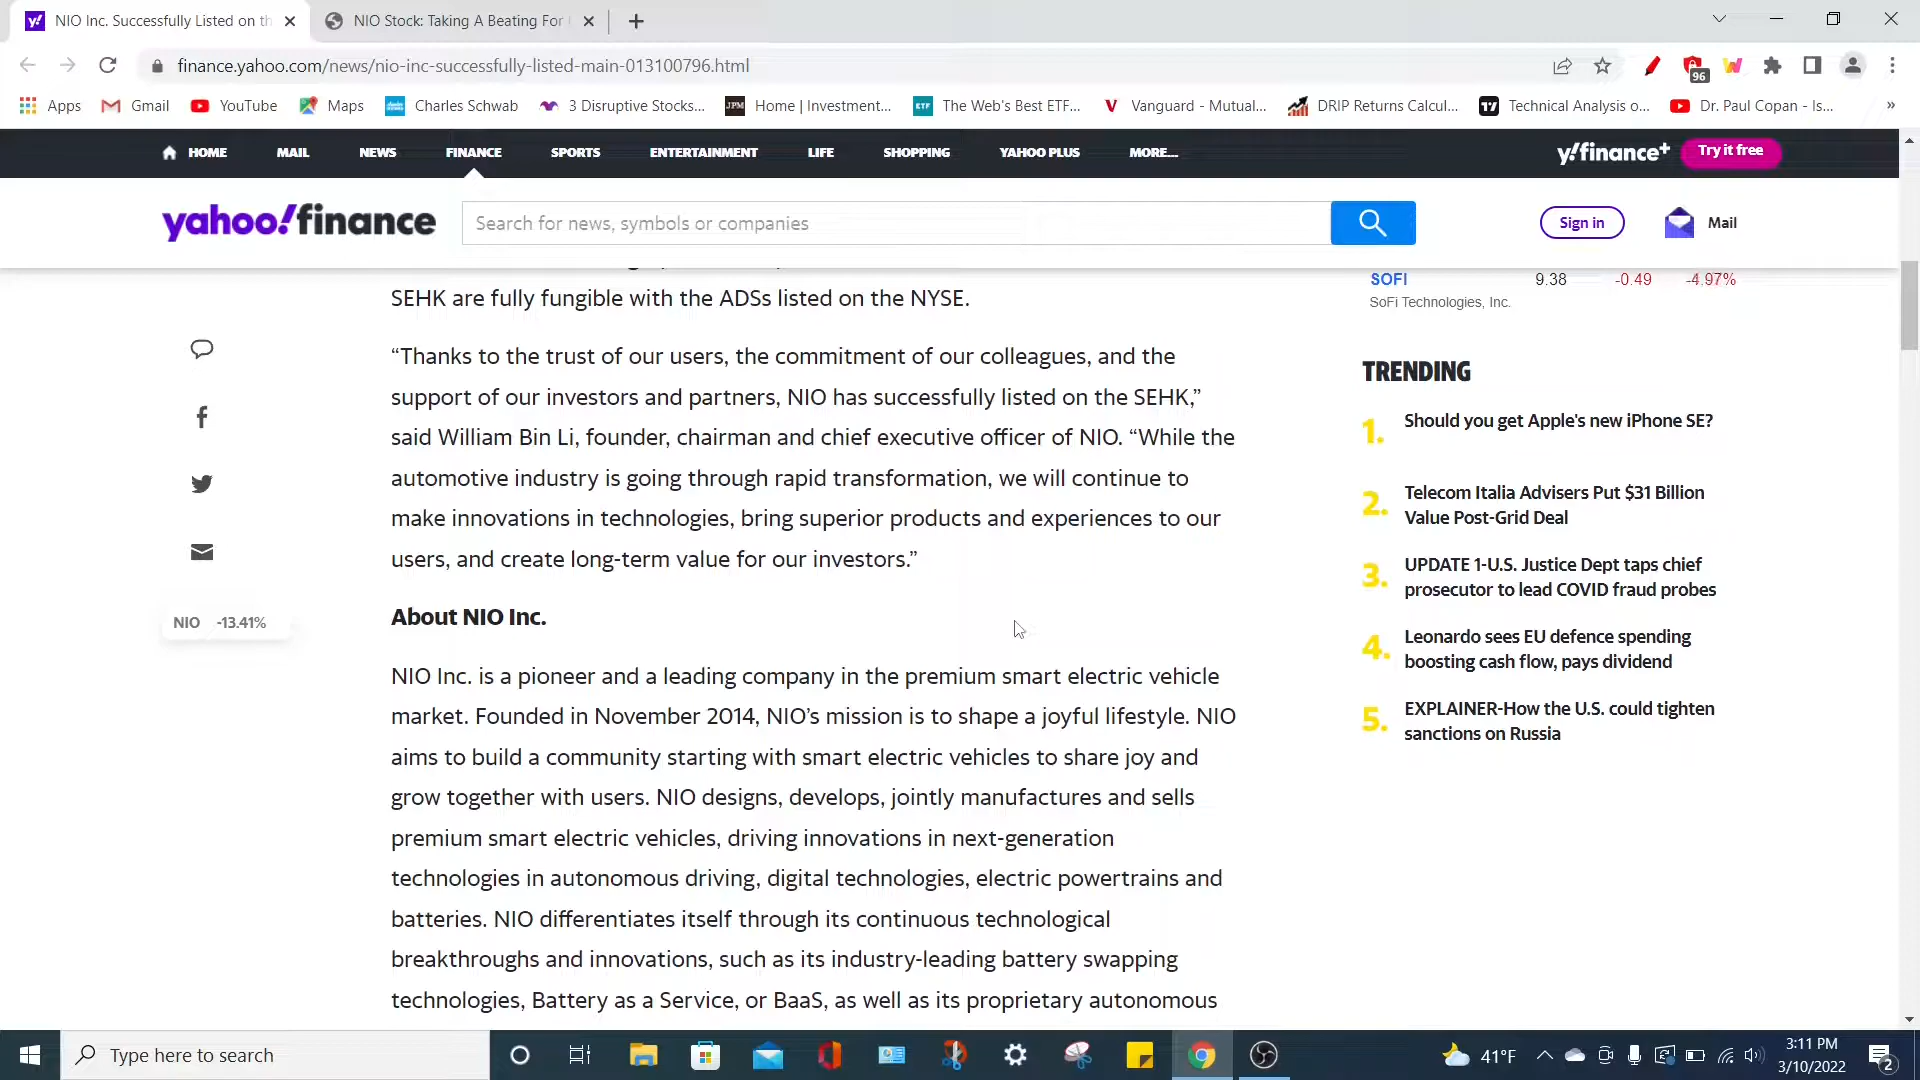 NIO Inc. Successfully Listed on th
NIO Stock: Taking A Beating For
finance.yahoo.com/news/nio-inc-successfully-listed-main-013100796.html
96
Apps
Gmail
YouTube
Maps
Charles Schwab
3 Disruptive Stocks...
JPM
Home | Investment...
ETF
The Web's Best ETF...
Vanguard - Mutual...
DRIP Returns Calcul...
Technical Analysis o...
Dr. Paul Copan - Is...
»
HOME
MAIL
NEWS
FINANCE
SPORTS
ENTERTAINMENT
LIFE
SHOPPING
YAHOO PLUS
MORE...
y!finance+
Try it free
yahoo!finance
Search for news, symbols or companies
Sign in
Mail
SEHK are fully fungible with the ADSs listed on the NYSE.
“Thanks to the trust of our users, the commitment of our colleagues, and the
support of our investors and partners, NIO has successfully listed on the SEHK,”
said William Bin Li, founder, chairman and chief executive officer of NIO. “While the
automotive industry is going through rapid transformation, we will continue to
make innovations in technologies, bring superior products and experiences to our
users, and create long-term value for our investors.”
NIO -13.41%
About NIO Inc.
NIO Inc. is a pioneer and a leading company in the premium smart electric vehicle
market. Founded in November 2014, NIO’s mission is to shape a joyful lifestyle. NIO
aims to build a community starting with smart electric vehicles to share joy and
grow together with users. NIO designs, develops, jointly manufactures and sells
premium smart electric vehicles, driving innovations in next-generation
technologies in autonomous driving, digital technologies, electric powertrains and
batteries. NIO differentiates itself through its continuous technological
breakthroughs and innovations, such as its industry-leading battery swapping
technologies, Battery as a Service, or BaaS, as well as its proprietary autonomous
SOFI 9.38 -0.49 -4.97%
SoFi Technologies, Inc.
TRENDING
1. Should you get Apple's new iPhone SE?
2. Telecom Italia Advisers Put $31 Billion
Value Post-Grid Deal
3. UPDATE 1-U.S. Justice Dept taps chief
prosecutor to lead COVID fraud probes
4. Leonardo sees EU defence spending
boosting cash flow, pays dividend
5. EXPLAINER-How the U.S. could tighten
sanctions on Russia
Type here to search
41°F
3:11 PM
3/10/2022
2